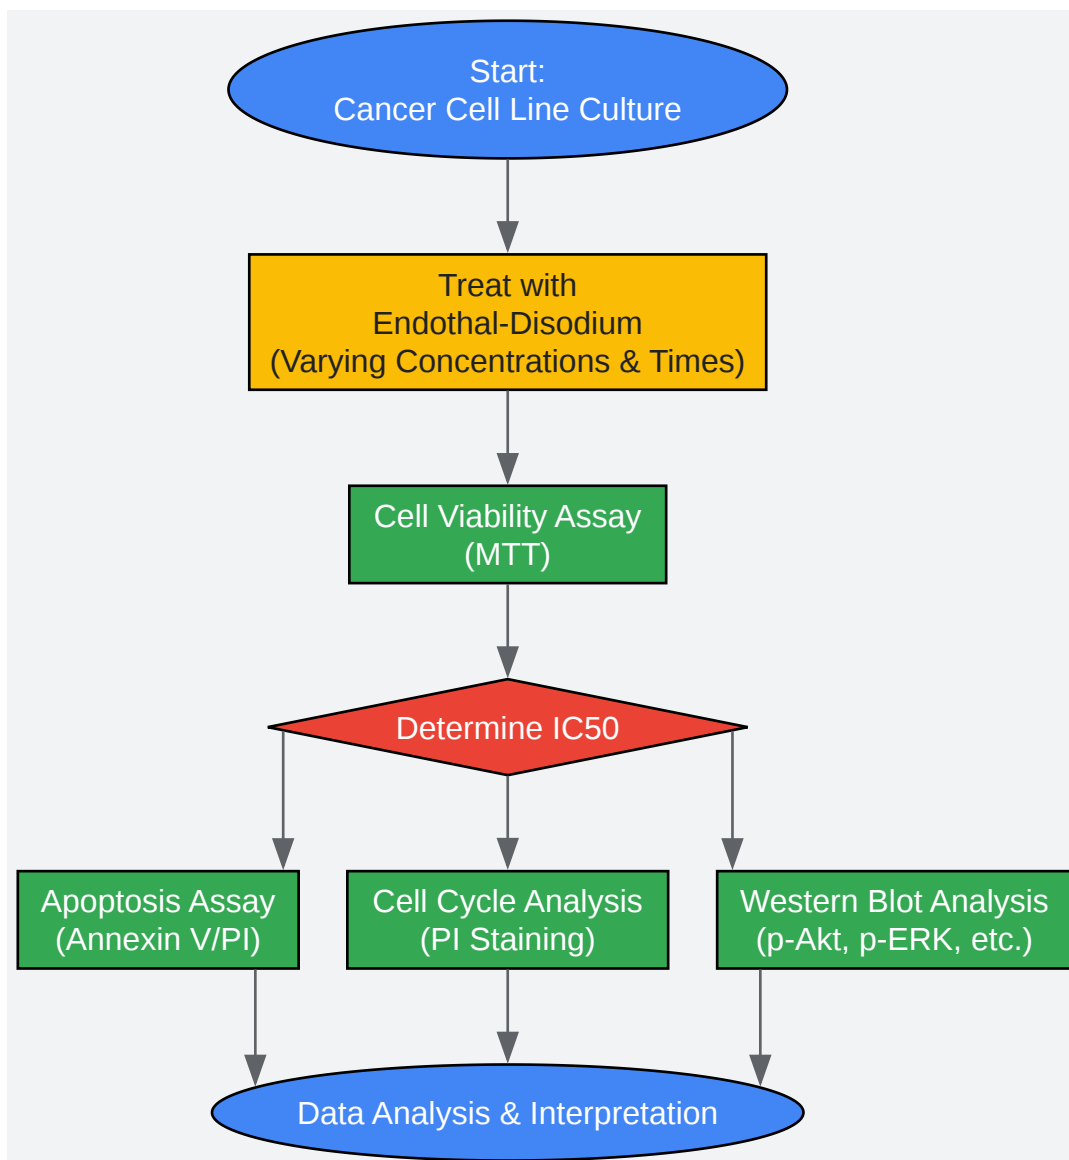 Start:
Cancer Cell Line Culture
Treat with
Endothal-Disodium
(Varying Concentrations & Times)
Cell Viability Assay
(MTT)
Determine IC50
Apoptosis Assay
(Annexin V/PI)
Cell Cycle Analysis
(PI Staining)
Western Blot Analysis
(p-Akt, p-ERK, etc.)
Data Analysis & Interpretation